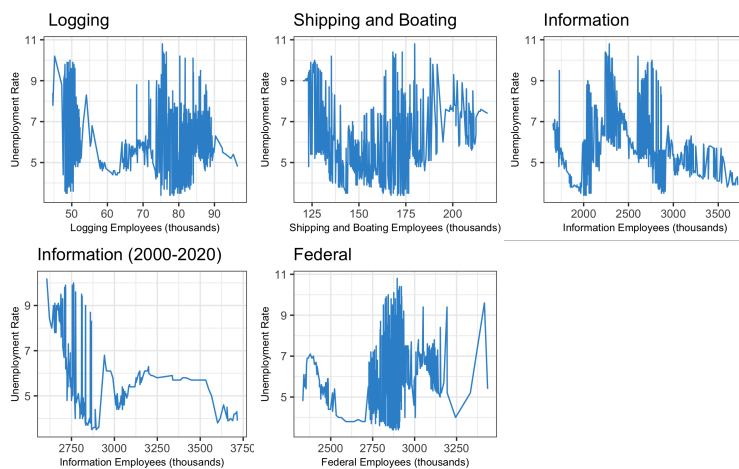 Logging
Shipping and Boating
Information
11
9
7
5
Unemployment Rate
50 60 70 80 90
Logging Employees (thousands)
11
9
7
5
Unemployment Rate
125 150 175 200
Shipping and Boating Employees (thousands)
11
9
7
5
Unemployment Rate
2000 2500 3000 3500
Information Employees (thousands)
Information (2000-2020)
Federal
9
7
5
Unemployment Rate
2750 3000 3250 3500 3750
Information Employees (thousands)
11
9
7
5
Unemployment Rate
2500 2750 3000 3250
Federal Employees (thousands)